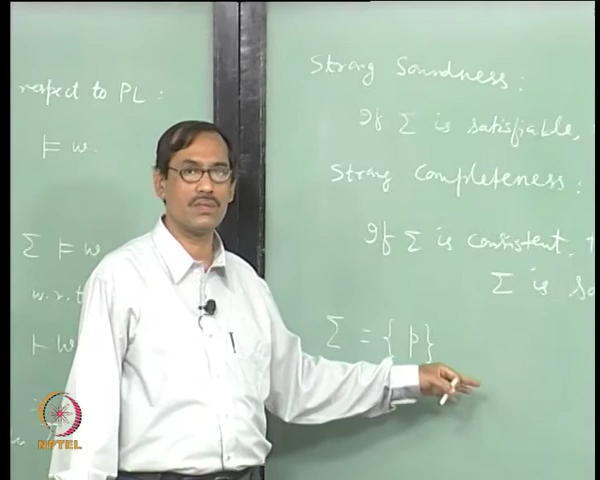 respect to PL :
⊨ w.
Σ ⊨ w
w.r.t
⊢ w
Strong Soundness :
If Σ is satisfiable,
Strong Completeness :
If Σ is consistent,
Σ is
Σ = { p }
NPTEL